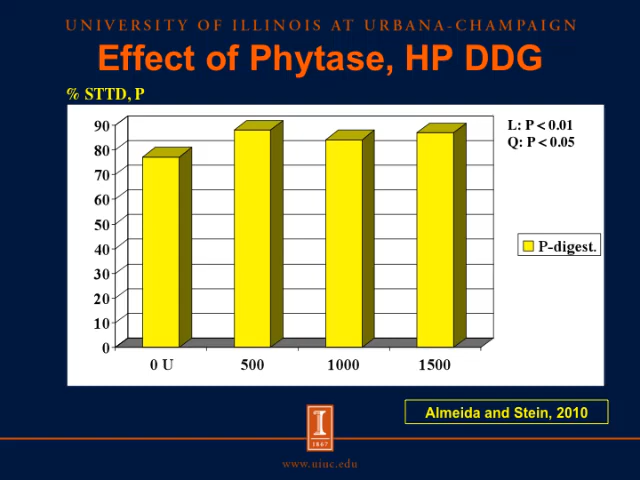 UNIVERSITY OF ILLINOIS AT URBANA-CHAMPAIGN
Effect of Phytase, HP DDG
% STTD, P
L: P < 0.01
Q: P < 0.05
90
80
70
60
50
40
30
20
10
0
P-digest.
0 U 500 1000 1500
Almeida and Stein, 2010
I
1867
www.uiuc.edu